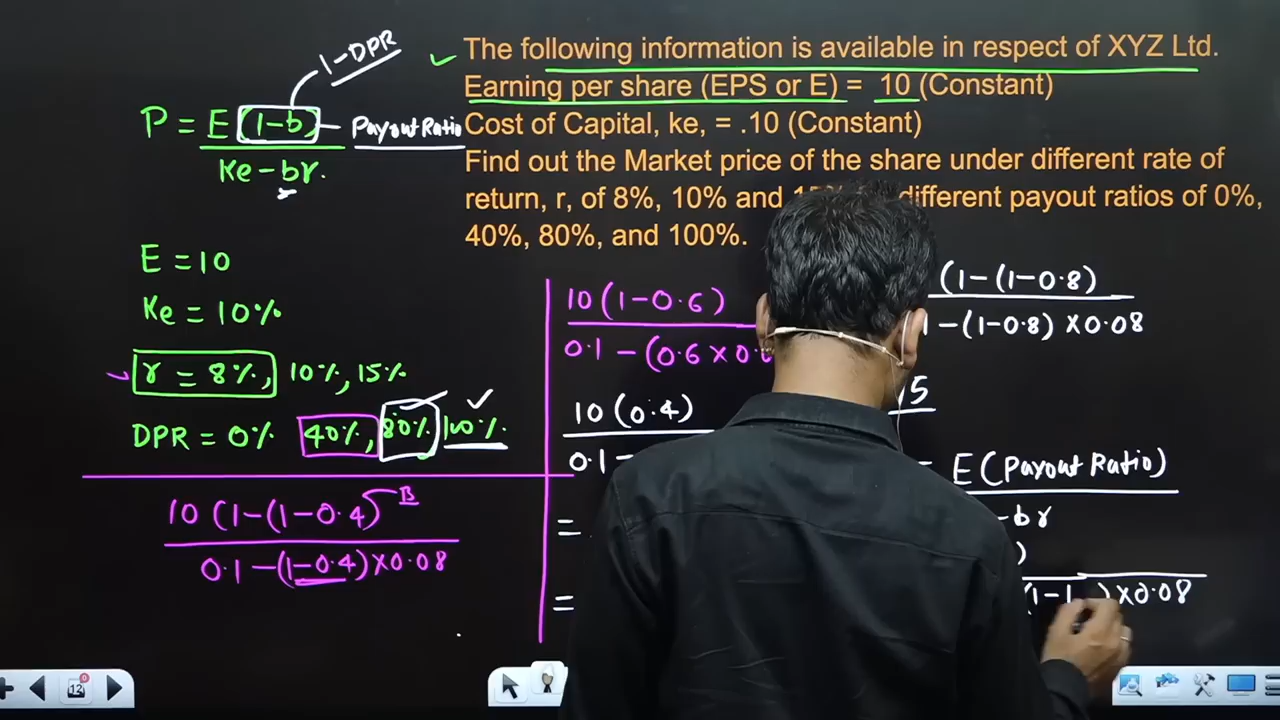 The following information is available in respect of XYZ Ltd.
Earning per share (EPS or E) = 10 (Constant)
Cost of Capital, ke, = .10 (Constant)
Find out the Market price of the share under different rate of
return, r, of 8%, 10% and different payout ratios of 0%,
40%, 80%, and 100%.
1-DPR
P = E (1-b) Payout Ratio
Ke - br.
E = 10
Ke = 10%
r = 8%, 10%, 15%
DPR = 0% 40%, 80%. 100%.
10 (1-(1-0.4) B
0.1 - (1-0.4) × 0.08
10 (1-0.6)
0.1 - (0.6 × 0.
10 (0.4)
0.1 -
=
=
(1-(1-0.8)
1 - (1-0.8) × 0.08
15
E (Payout Ratio)
- br
)
(1-1 ) × 0.08
12
0